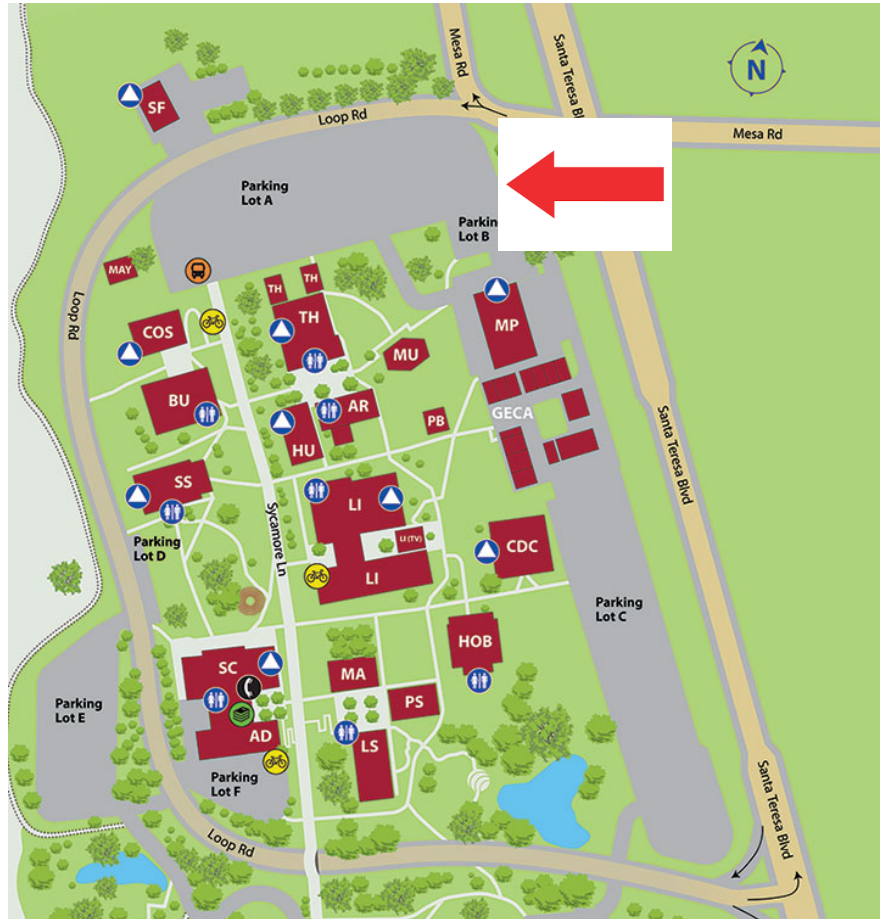 Mesa Rd
Santa Teresa Bl
N
SF
Loop Rd
Mesa Rd
Parking
Lot A
Parking
Lot B
MAY
TH
TH
TH
COS
MP
MU
Loop Rd
BU
AR
HU
PB
GECA
Santa Teresa Blvd
SS
LI
Sycamore Ln
Parking
Lot D
LI (TV)
CDC
LI
Parking
Lot C
HOB
SC
MA
Parking
Lot E
PS
AD
LS
Parking
Lot F
Santa Teresa Blvd
Loop Rd